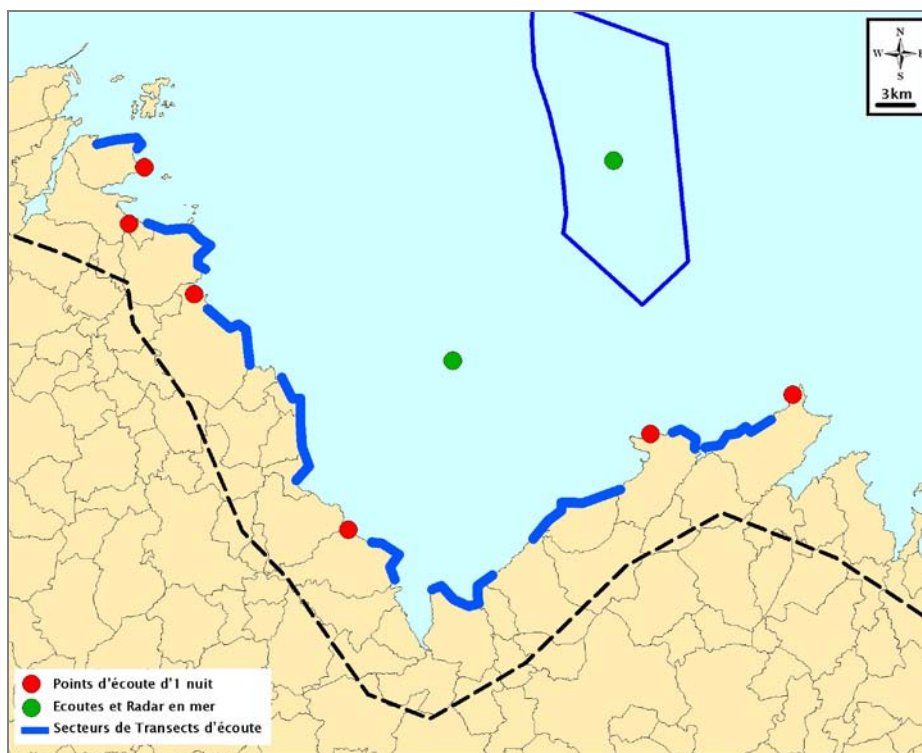 N
W E
S
3km
Points d'écoute d'1 nuit
Ecoutes et Radar en mer
Secteurs de Transects d'écoute